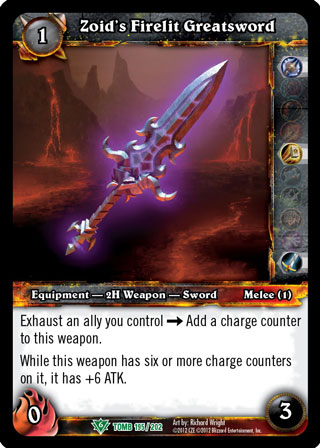 1
Zoid's Firelit Greatsword
Equipment — 2H Weapon — Sword Melee (1)
Exhaust an ally you control ➞ Add a charge counter
to this weapon.
While this weapon has six or more charge counters
on it, it has +6 ATK.
0
TOMB 195/202
Art by: Richard Wright
©2012 CZE ©2012 Blizzard Entertainment, Inc.
3